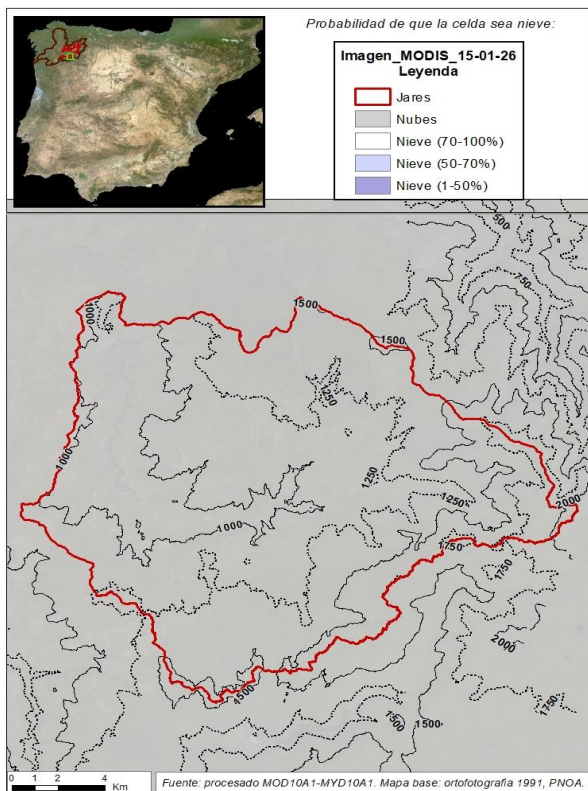 Probabilidad de que la celda sea nieve:
Imagen_MODIS_15-01-26
Leyenda
Jares
Nubes
Nieve (70-100%)
Nieve (50-70%)
Nieve (1-50%)
500
750
1000
1500
1500
1250
1000
1250
1250
2000
1000
1750
1750
2000
1750
1500
1500
1500
0 1 2 4
Km
Fuente: procesado MOD10A1-MYD10A1. Mapa base: ortofotografia 1991, PNOA.